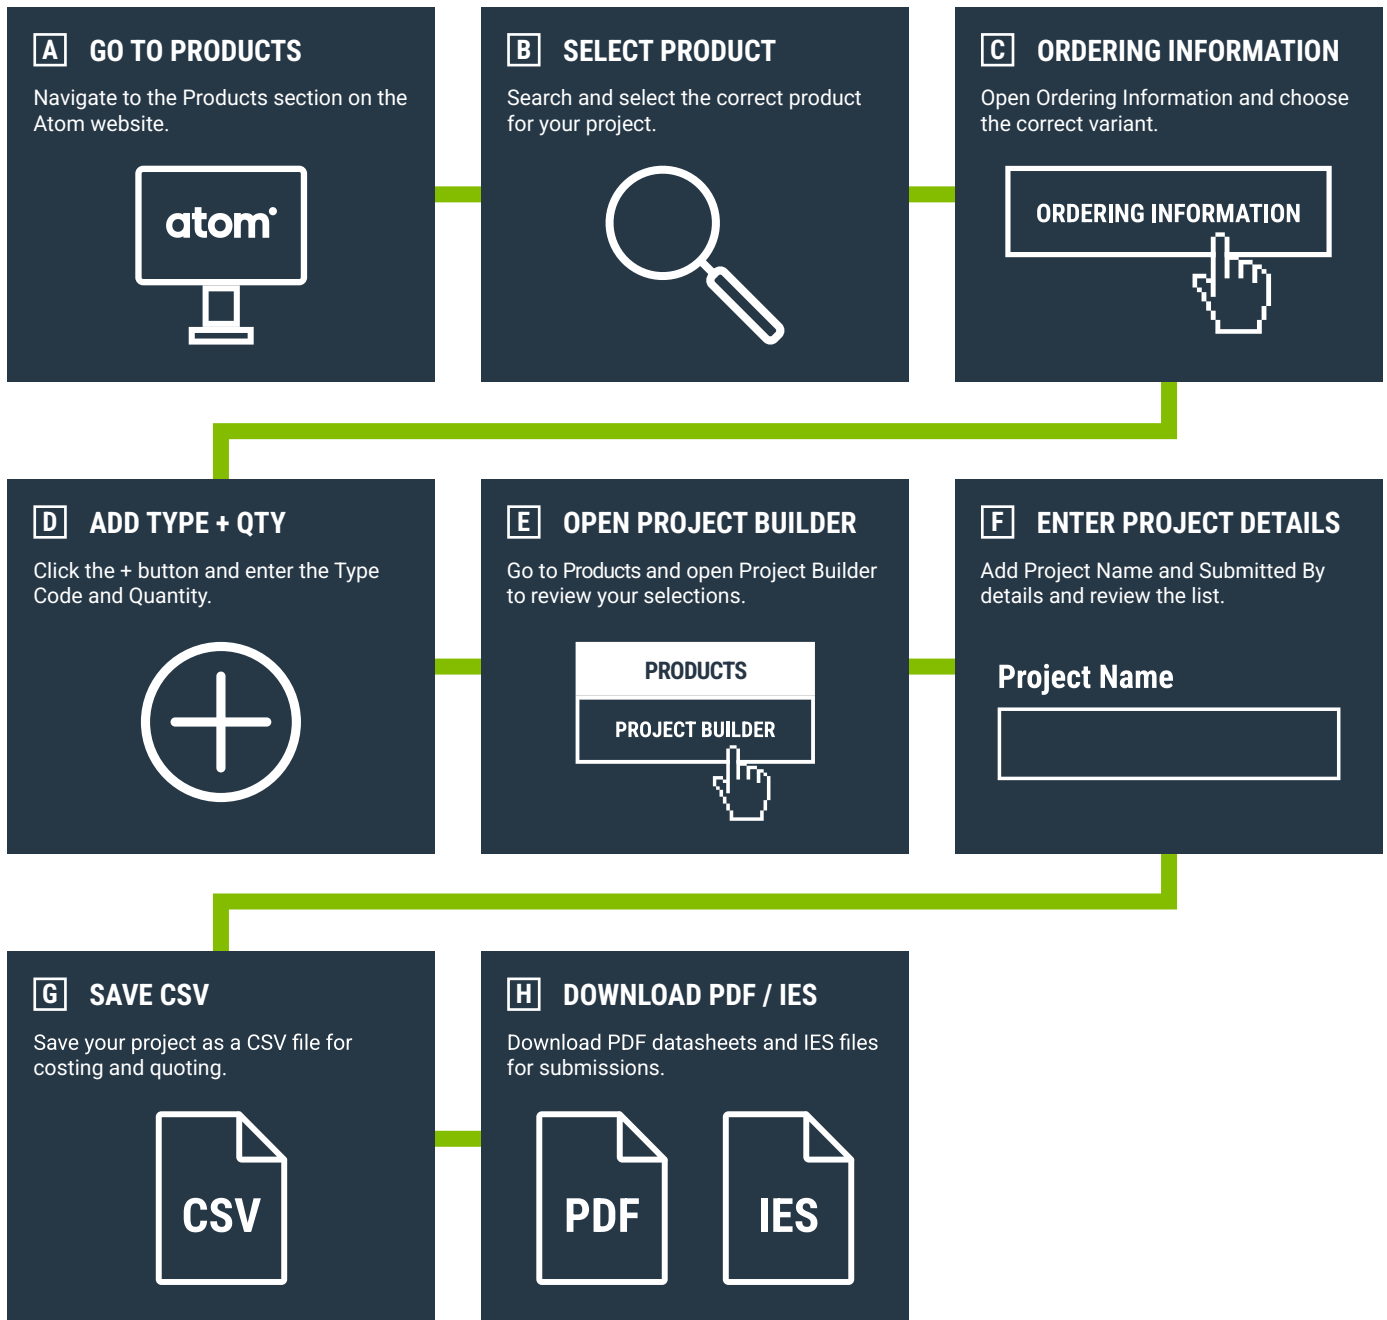 A GO TO PRODUCTS
Navigate to the Products section on the
Atom website.
atom
B SELECT PRODUCT
Search and select the correct product
for your project.
C ORDERING INFORMATION
Open Ordering Information and choose
the correct variant.
ORDERING INFORMATION
D ADD TYPE + QTY
Click the + button and enter the Type
Code and Quantity.
E OPEN PROJECT BUILDER
Go to Products and open Project Builder
to review your selections.
PRODUCTS
PROJECT BUILDER
F ENTER PROJECT DETAILS
Add Project Name and Submitted By
details and review the list.
Project Name
G SAVE CSV
Save your project as a CSV file for
costing and quoting.
CSV
H DOWNLOAD PDF / IES
Download PDF datasheets and IES files
for submissions.
PDF
IES